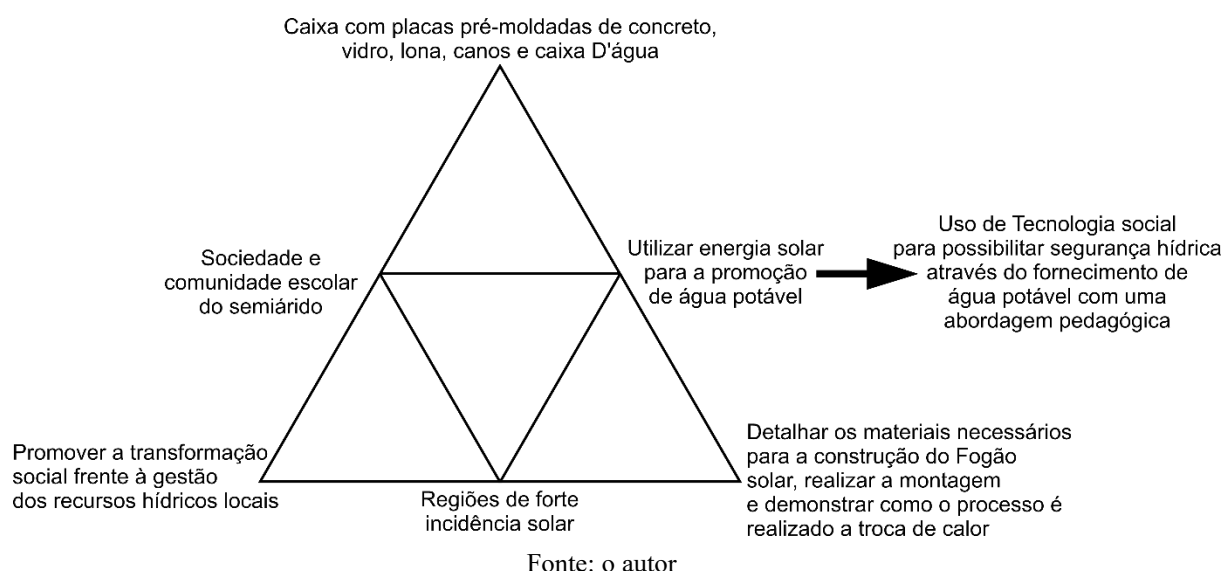 Caixa com placas pré-moldadas de concreto,
vidro, lona, canos e caixa D'água
Sociedade e
comunidade escolar
do semiárido
Utilizar energia solar
para a promoção
de água potável
Uso de Tecnologia social
para possibilitar segurança hídrica
através do fornecimento de
água potável com uma
abordagem pedagógica
Promover a transformação
social frente à gestão
dos recursos hídricos locais
Regiões de forte
incidência solar
Detalhar os materiais necessários
para a construção do Fogão
solar, realizar a montagem
e demonstrar como o processo é
realizado a troca de calor
Fonte: o autor